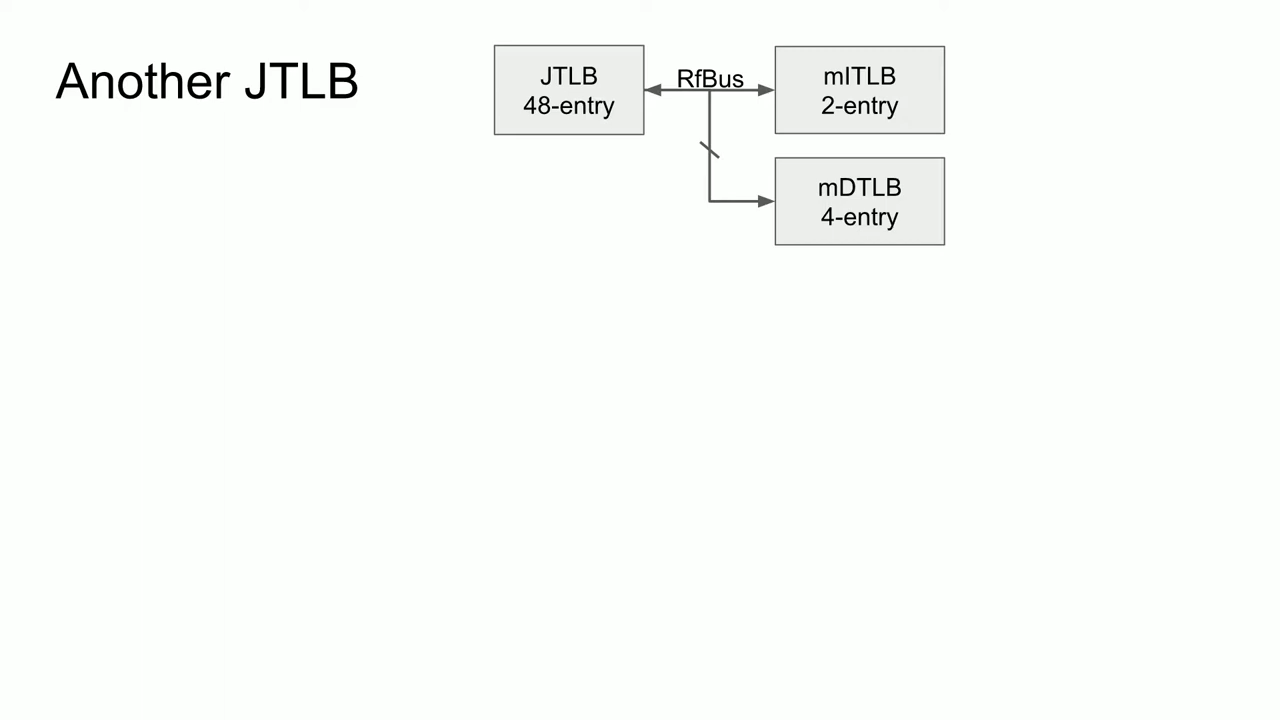 Another JTLB
JTLB
48-entry
RfBus
mITLB
2-entry
mDTLB
4-entry